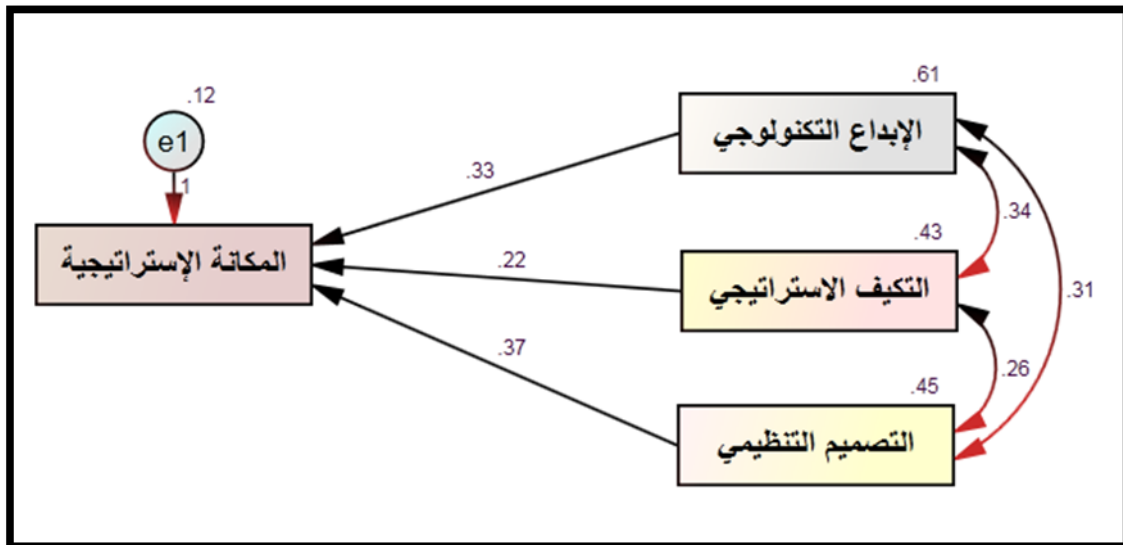 .61
الإبداع التكنولوجي
.12
e1
1
.33
.34
المكانة الإستراتيجية
.43
التكيف الاستراتيجي
.22
.31
.37
.26
.45
التصميم التنظيمي